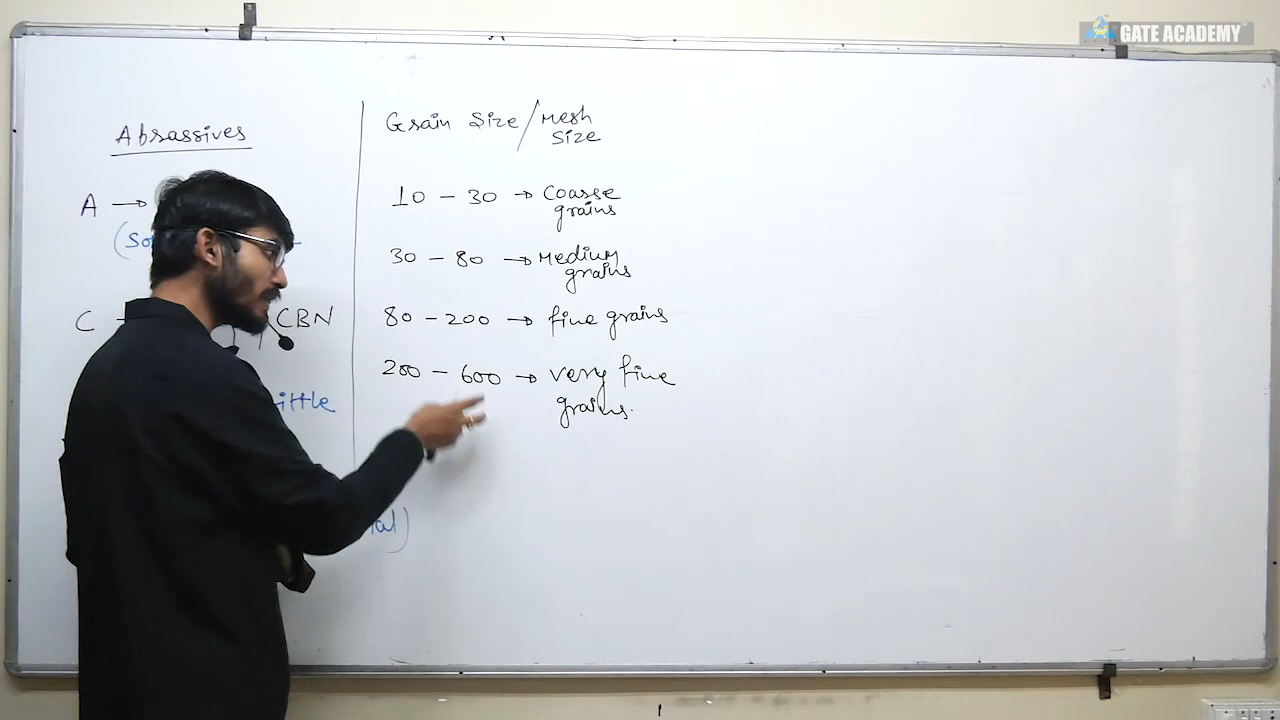 GATE ACADEMY
Abrassives
A →
(So
C → CBN
ittle
al)
Grain Size/Mesh
Size
10 - 30 → Coarse
grains
30 - 80 → Medium
grains
80 - 200 → fine grains
200 - 600 → very fine
grains.